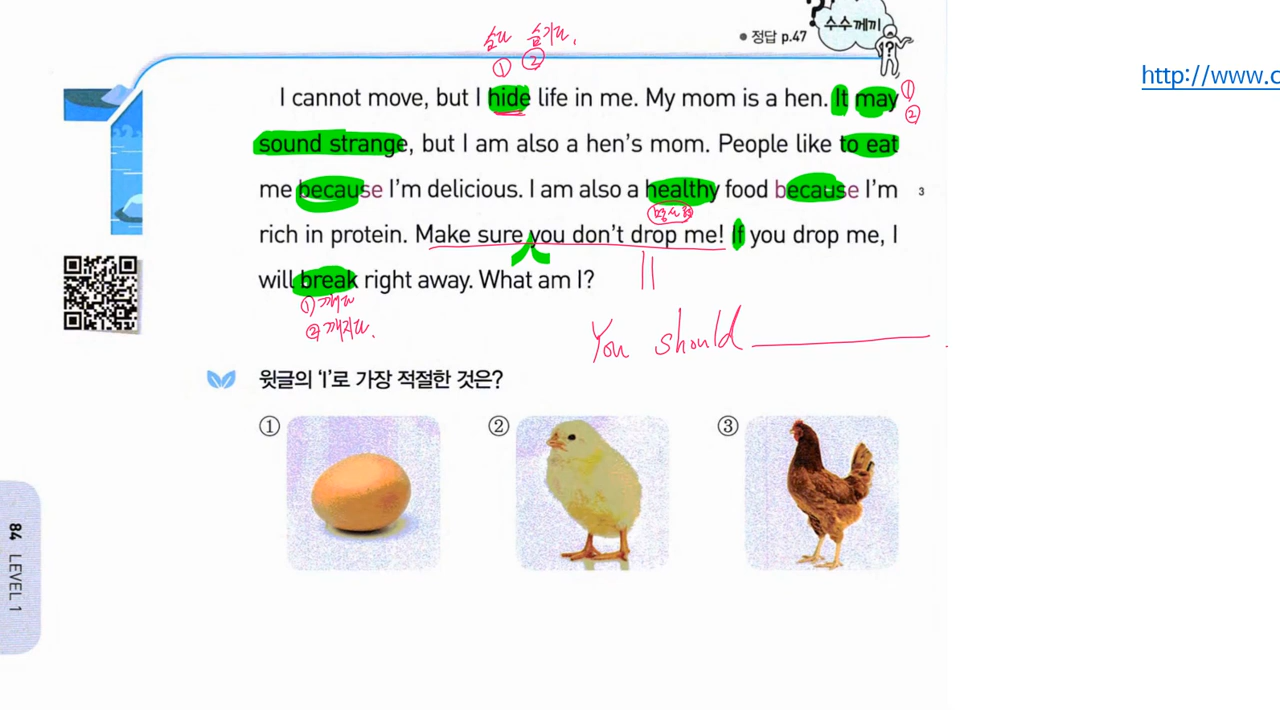 수수께끼
● 정답 p.47
숨다 숨기다.
① ②
I cannot move, but I hide life in me. My mom is a hen. It may
①
②
sound strange, but I am also a hen's mom. People like to eat
me because I'm delicious. I am also a healthy food because I'm
3
형용사
rich in protein. Make sure you don't drop me! If you drop me, I
will break right away. What am I?
① 깨다
② 깨지다.
You should ________.
윗글의 'I'로 가장 적절한 것은?
① ② ③
84 LEVEL 1
http://www.c